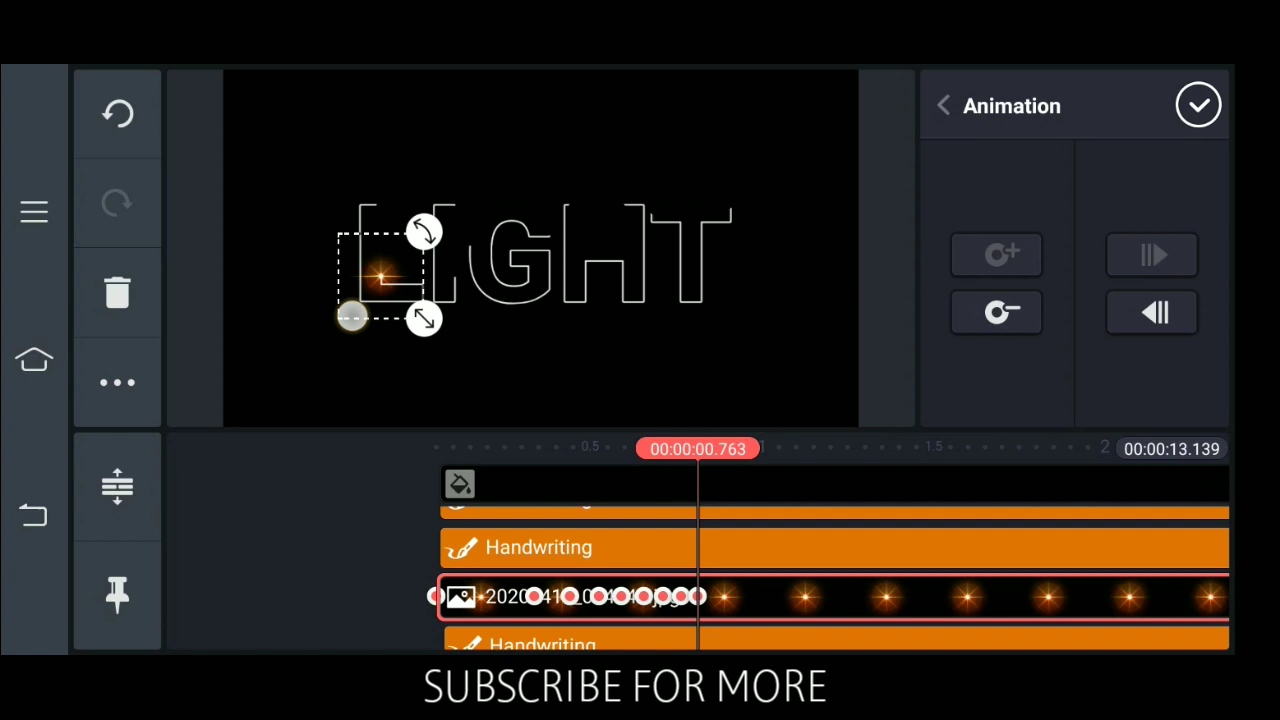 Animation
LIGHT
0.5
00:00:00.763
1
1.5
2
00:00:13.139
Handwriting
Handwriting
SUBSCRIBE FOR MORE